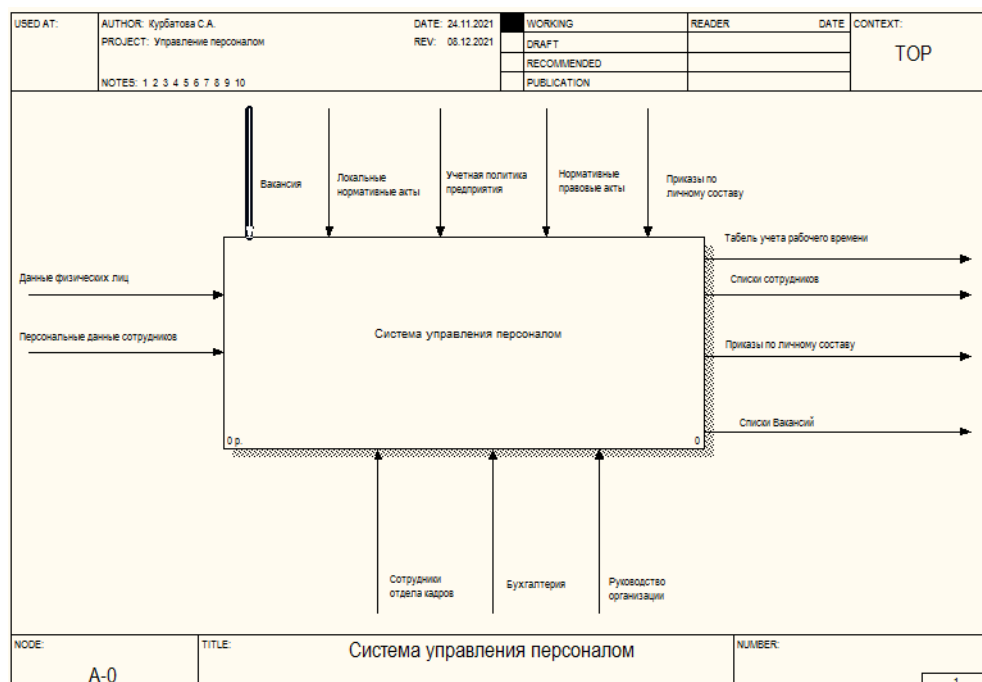 USED AT:
AUTHOR: Курбатова С.А.
DATE: 24.11.2021
WORKING
READER
DATE
CONTEXT:
PROJECT: Управление персоналом
REV: 08.12.2021
DRAFT
TOP
RECOMMENDED
NOTES: 1 2 3 4 5 6 7 8 9 10
PUBLICATION
Вакансия
Локальные
нормативные акты
Учетная политика
предприятия
Нормативные
правовые акты
Приказы по
личному составу
Табель учета рабочего времени
Данные физических лиц
Списки сотрудников
Персональные данные сотрудников
Система управления персоналом
Приказы по личному составу
Списки Вакансий
0 р.
0
Сотрудники
отдела кадров
Бухгалтерия
Руководство
организации
NODE:
TITLE:
Система управления персоналом
NUMBER:
A-0
1